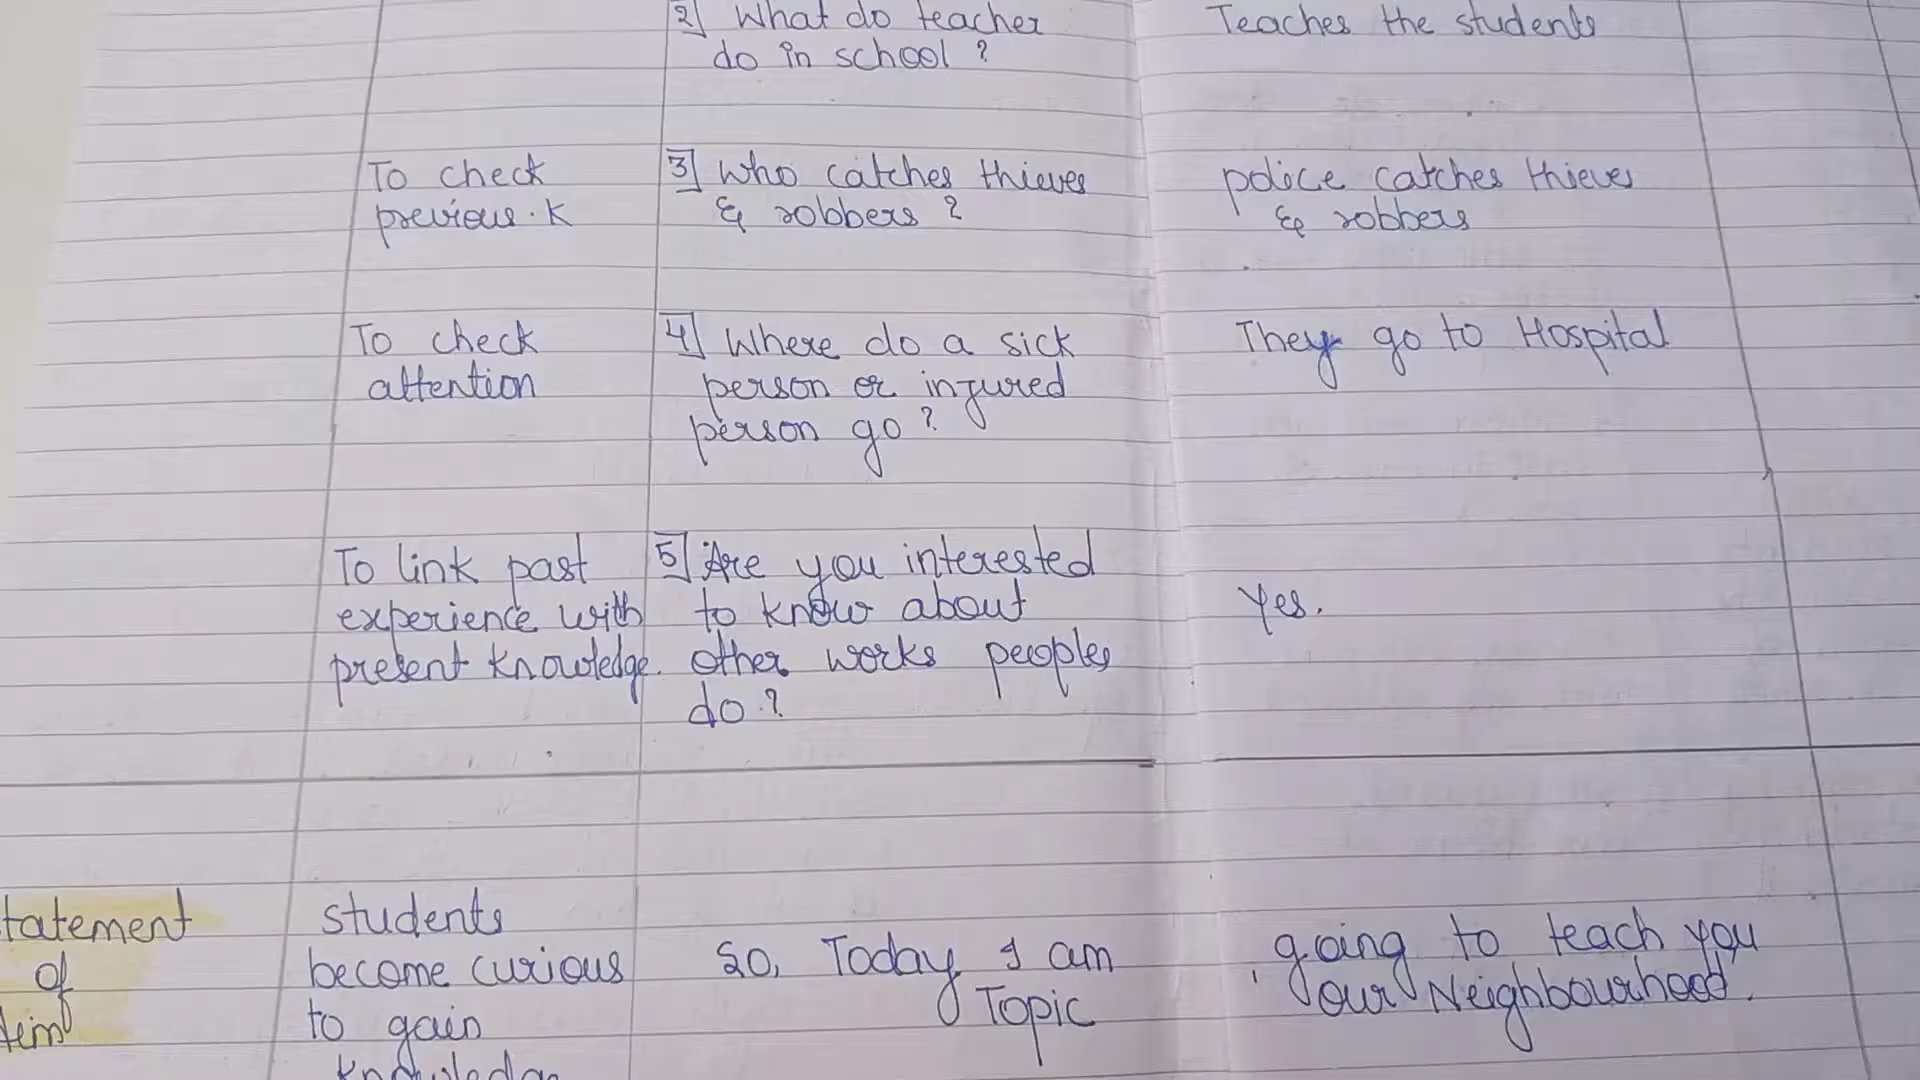 2] What do teacher
do in school ?
Teaches the students
To check
previous. K
3] Who catches thieves
& robbers ?
police catches thieves
& robbers
To check
attention
4] Where do a sick
person or injured
person go ?
They go to Hospital
To link past
experience with
present knowledge.
5] Are you interested
to know about
other works peoples
do ?
Yes.
tatement
of
students
become curious
to gain
So, Today I am
Topic
going to teach you
'our Neighbourhood'.